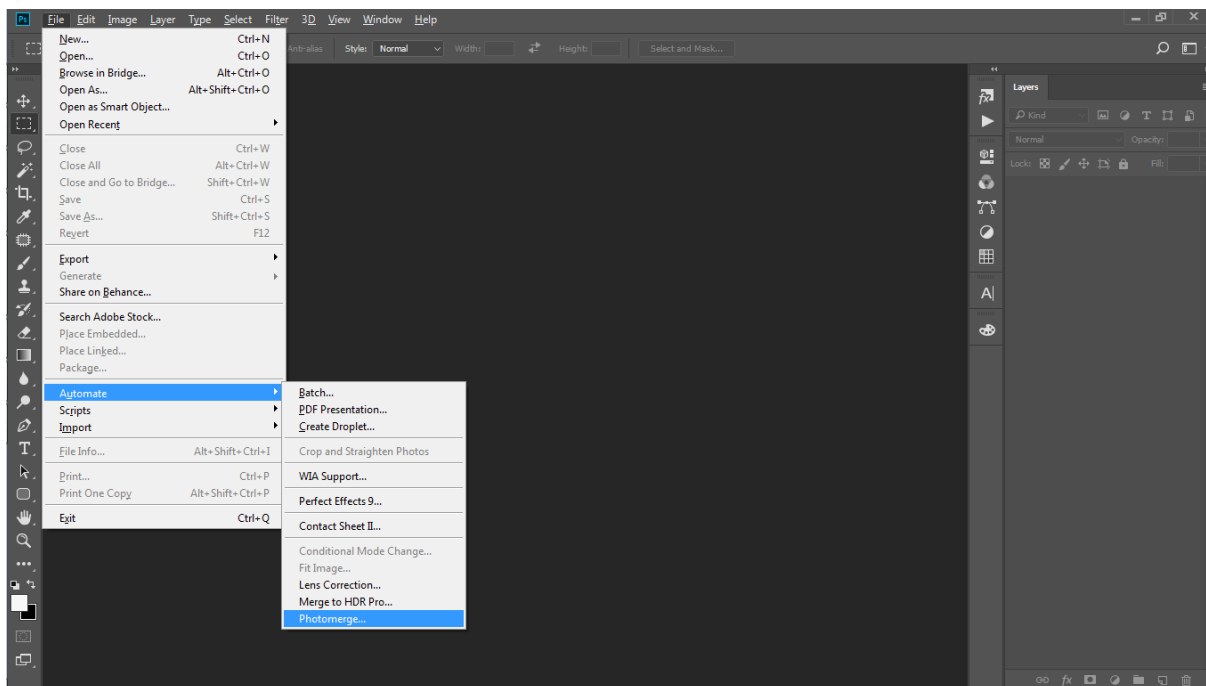 Ps File Edit Image Layer Type Select Filter 3D View Window Help
Anti-alias Style: Normal Width: Height: Select and Mask...
New... Ctrl+N
Open... Ctrl+O
Browse in Bridge... Alt+Ctrl+O
Open As... Alt+Shift+Ctrl+O
Open as Smart Object...
Open Recent
Close Ctrl+W
Close All Alt+Ctrl+W
Close and Go to Bridge... Shift+Ctrl+W
Save Ctrl+S
Save As... Shift+Ctrl+S
Revert F12
Export
Generate
Share on Behance...
Search Adobe Stock...
Place Embedded...
Place Linked...
Package...
Automate
Scripts
Import
File Info... Alt+Shift+Ctrl+I
Print... Ctrl+P
Print One Copy Alt+Shift+Ctrl+P
Exit Ctrl+Q
Batch...
PDF Presentation...
Create Droplet...
Crop and Straighten Photos
WIA Support...
Perfect Effects 9...
Contact Sheet II...
Conditional Mode Change...
Fit Image...
Lens Correction...
Merge to HDR Pro...
Photomerge...
Layers
Kind
Normal Opacity:
Lock: Fill: